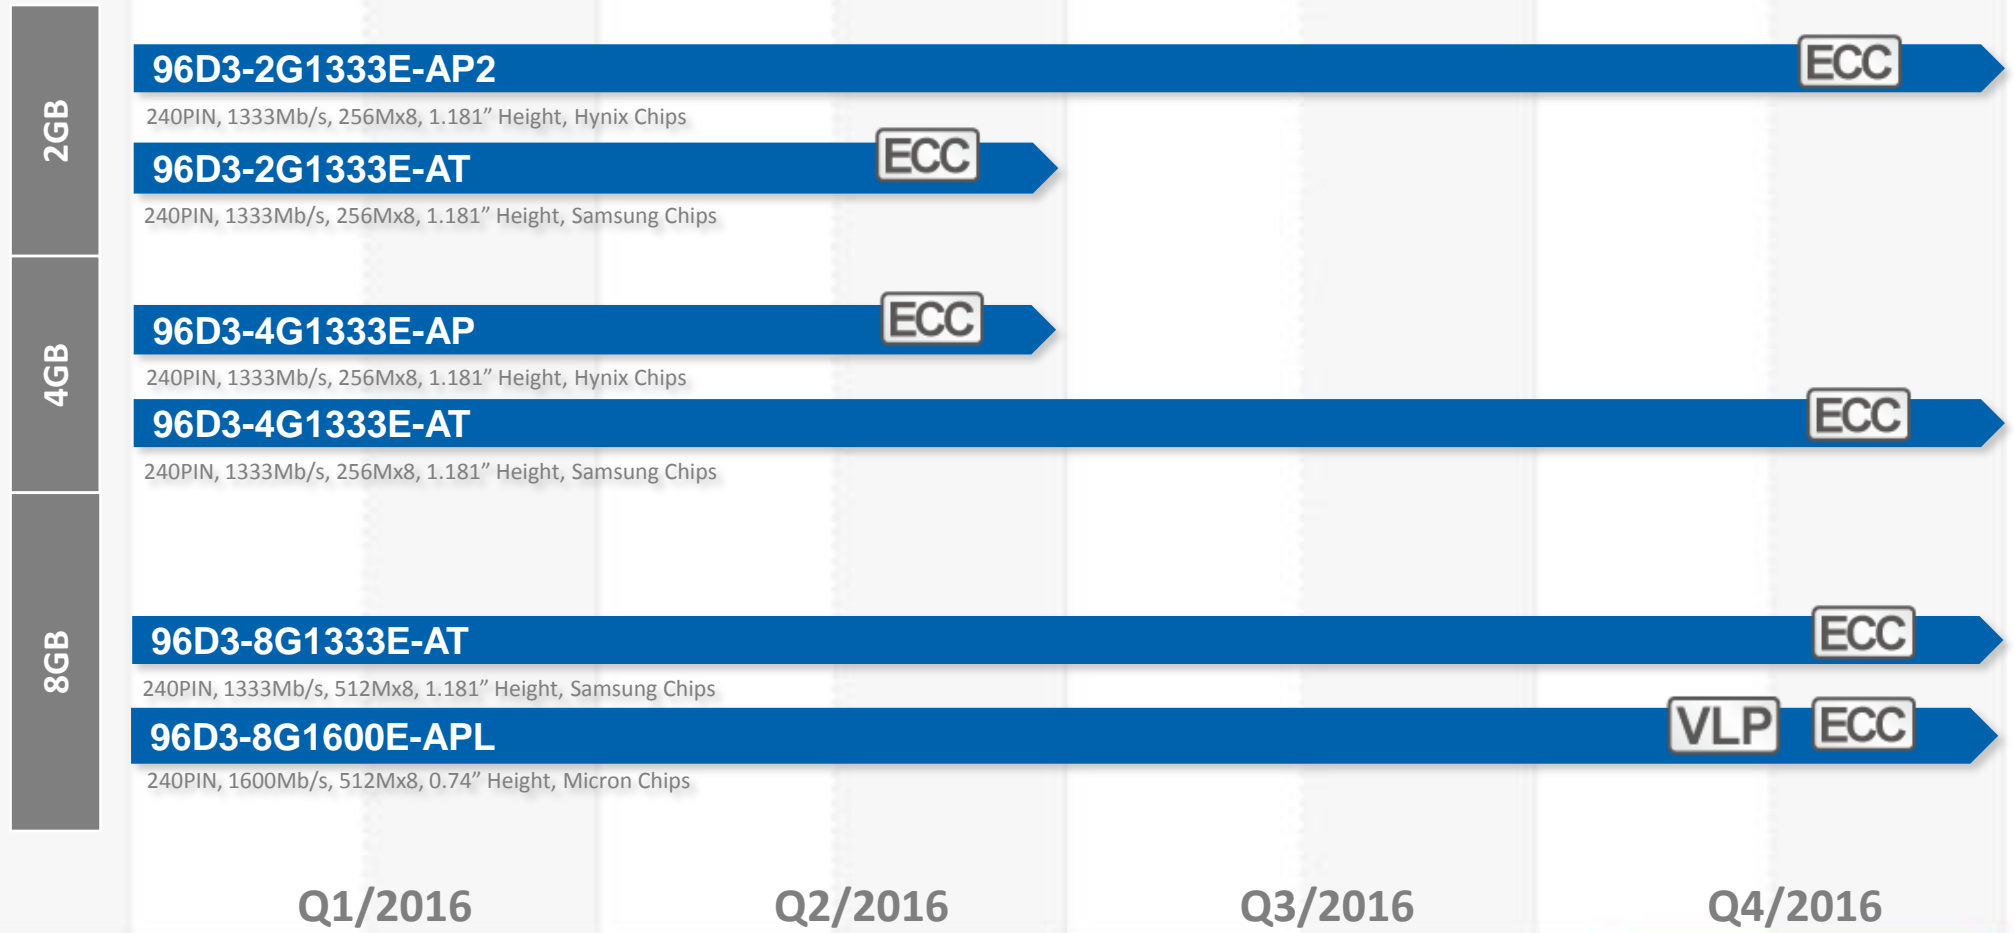 2GB
96D3-2G1333E-AP2
ECC
240PIN, 1333Mb/s, 256Mx8, 1.181” Height, Hynix Chips
96D3-2G1333E-AT
ECC
240PIN, 1333Mb/s, 256Mx8, 1.181” Height, Samsung Chips
4GB
96D3-4G1333E-AP
ECC
240PIN, 1333Mb/s, 256Mx8, 1.181” Height, Hynix Chips
96D3-4G1333E-AT
ECC
240PIN, 1333Mb/s, 256Mx8, 1.181” Height, Samsung Chips
8GB
96D3-8G1333E-AT
ECC
240PIN, 1333Mb/s, 512Mx8, 1.181” Height, Samsung Chips
96D3-8G1600E-APL
VLP
ECC
240PIN, 1600Mb/s, 512Mx8, 0.74” Height, Micron Chips
Q1/2016
Q2/2016
Q3/2016
Q4/2016